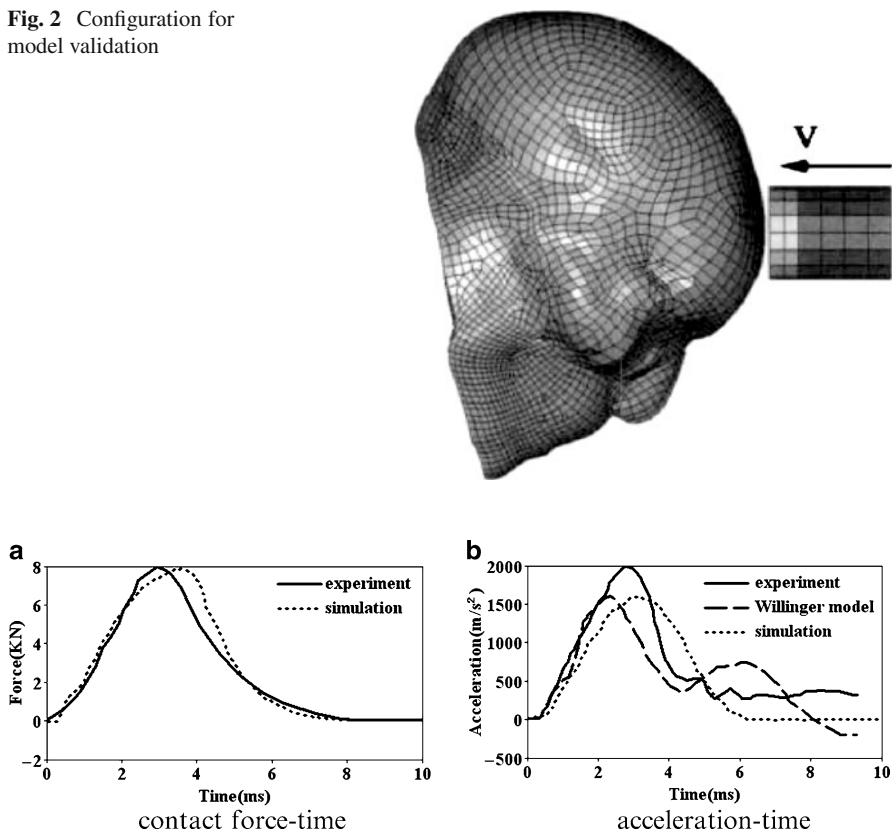 Fig. 2 Configuration for
model validation
V
a
8
6
4
2
0
−2
Force(KN)
experiment
simulation
0 2 4 6 8 10
Time(ms)
contact force-time
b
2000
1500
1000
500
0
−500
Acceleration(m/s²)
experiment
Willinger model
simulation
0 2 4 6 8 10
Time(ms)
acceleration-time